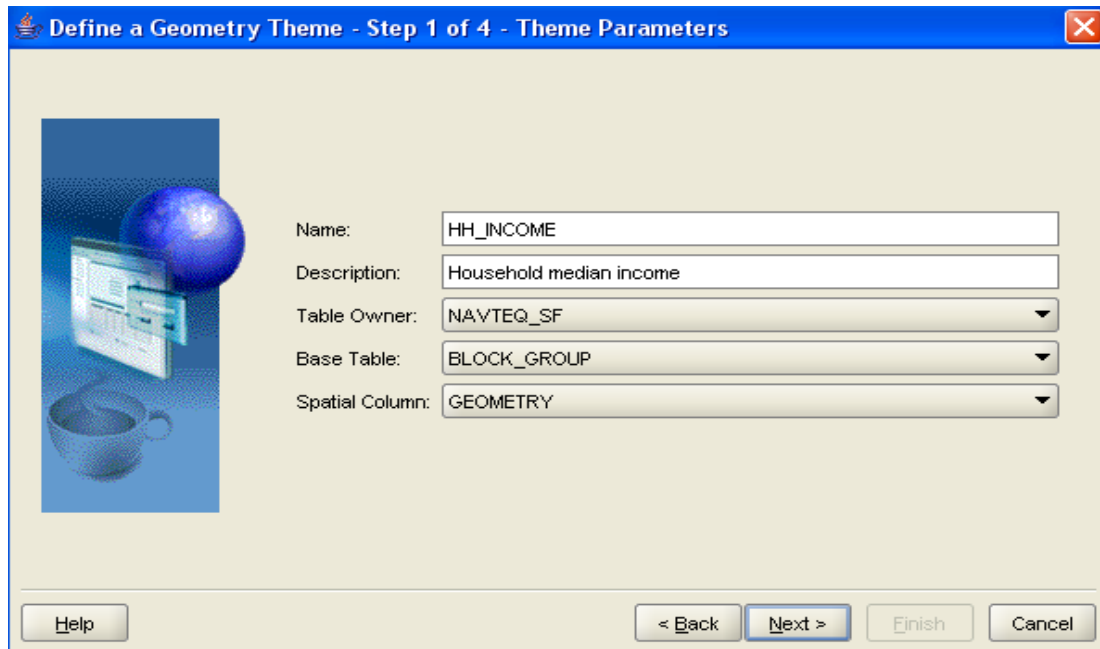 Define a Geometry Theme - Step 1 of 4 - Theme Parameters
Name: HH_INCOME
Description: Household median income
Table Owner: NAVTEQ_SF
Base Table: BLOCK_GROUP
Spatial Column: GEOMETRY
Help < Back Next > Finish Cancel